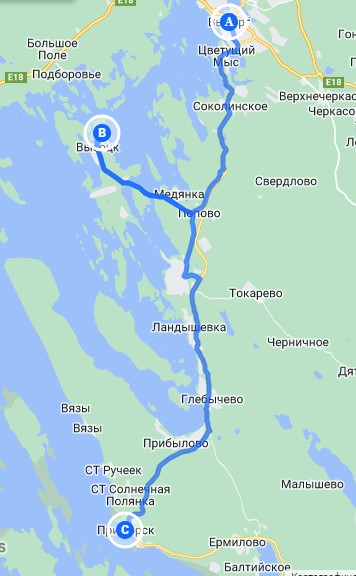 Большое
Поле
Подборовье
E18
A
Цветущий
Мыс
Соколинское
E18
Верхнечеркас
Черкасо
B
Свердлово
Медянка
Попово
Токарево
Ландышевка
Черничное
Глебычево
Вязы
Вязы
Прибылово
СТ Ручеек
СТ Солнечная
Полянка
Малышево
C
Ермилово
Балтийское